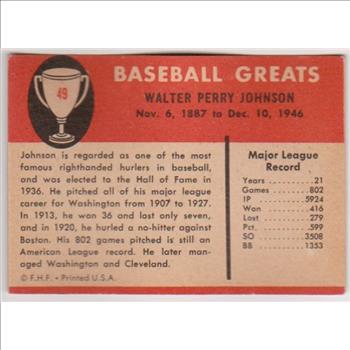 49
BASEBALL GREATS
WALTER PERRY JOHNSON
Nov. 6, 1887 to Dec. 10, 1946
Johnson is regarded as one of the most
famous righthanded hurlers in baseball,
and was elected to the Hall of Fame in
1936. He pitched all of his major league
career for Washington from 1907 to 1927.
In 1913, he won 36 and lost only seven,
and in 1920, he hurled a no-hitter against
Boston. His 802 games pitched is still an
American League record. He later man-
aged Washington and Cleveland.
© F.H.F. • Printed U.S.A.
Major League
Record
Years ........ 21
Games ........ 802
IP ........ 5924
Won ........ 416
Lost ........ 279
Pct. ........ .599
SO ........ 3508
BB ........ 1353